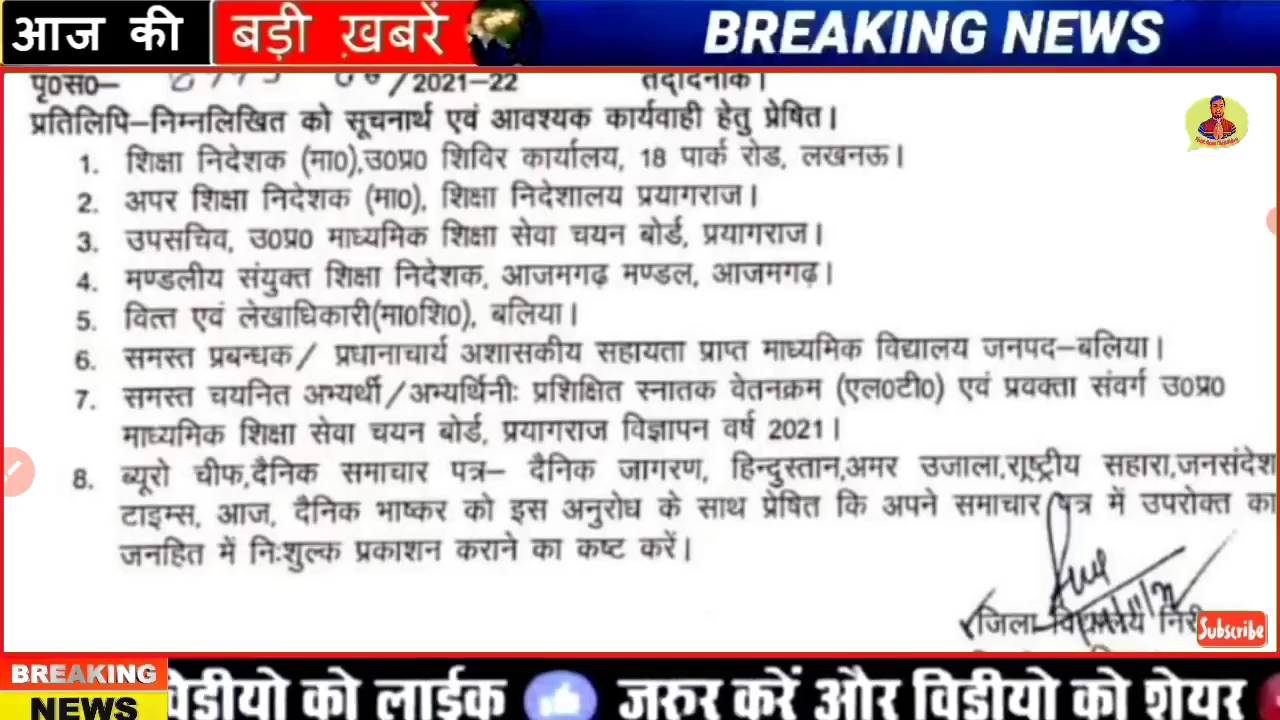 आज की बड़ी ख़बरें BREAKING NEWS
पृ0सं0— /2021-22 तद्दिनांक।
प्रतिलिपि-निम्नलिखित को सूचनार्थ एवं आवश्यक कार्यवाही हेतु प्रेषित।
1. शिक्षा निदेशक (मा0),उ0प्र0 शिविर कार्यालय, 18 पार्क रोड, लखनऊ।
2. अपर शिक्षा निदेशक (मा0), शिक्षा निदेशालय प्रयागराज।
3. उपसचिव, उ0प्र0 माध्यमिक शिक्षा सेवा चयन बोर्ड, प्रयागराज।
4. मण्डलीय संयुक्त शिक्षा निदेशक, आजमगढ़ मण्डल, आजमगढ़।
5. वित्त एवं लेखाधिकारी(मा0शि0), बलिया।
6. समस्त प्रबन्धक/ प्रधानाचार्य अशासकीय सहायता प्राप्त माध्यमिक विद्यालय जनपद-बलिया।
7. समस्त चयनित अभ्यर्थी/अभ्यर्थिनीः प्रशिक्षित स्नातक वेतनक्रम (एल0टी0) एवं प्रवक्ता संवर्ग उ0प्र0
माध्यमिक शिक्षा सेवा चयन बोर्ड, प्रयागराज विज्ञापन वर्ष 2021।
8. ब्यूरो चीफ,दैनिक समाचार पत्र- दैनिक जागरण, हिन्दुस्तान,अमर उजाला,राष्ट्रीय सहारा,जनसंदेश
टाइम्स, आज, दैनिक भाष्कर को इस अनुरोध के साथ प्रेषित कि अपने समाचार पत्र में उपरोक्त का
जनहित में निःशुल्क प्रकाशन कराने का कष्ट करें।
जिला विद्यालय निरी
Subscribe
BREAKING
NEWS
विडीयो को लाईक जरुर करें और विडीयो को शेयर